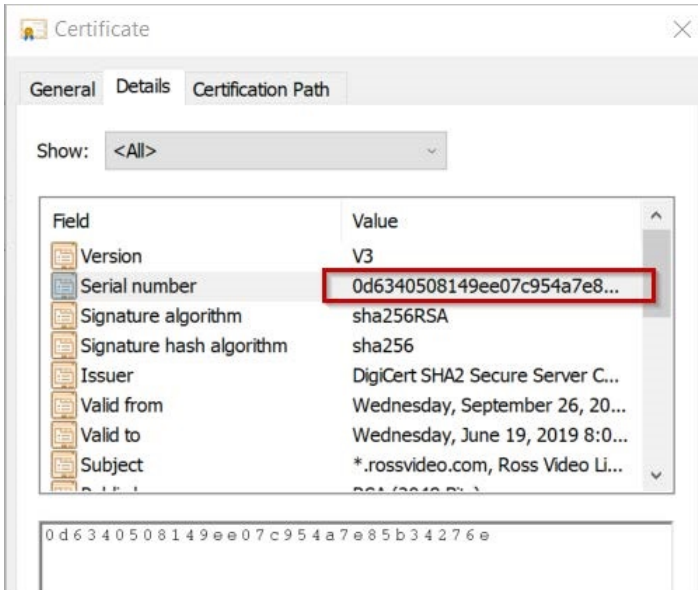 Certificate
General Details Certification Path
Show: <All>
Field Value
Version V3
Serial number 0d6340508149ee07c954a7e8...
Signature algorithm sha256RSA
Signature hash algorithm sha256
Issuer DigiCert SHA2 Secure Server C...
Valid from Wednesday, September 26, 20...
Valid to Wednesday, June 19, 2019 8:0...
Subject *.rossvideo.com, Ross Video Li...
0d6340508149ee07c954a7e85b34276e